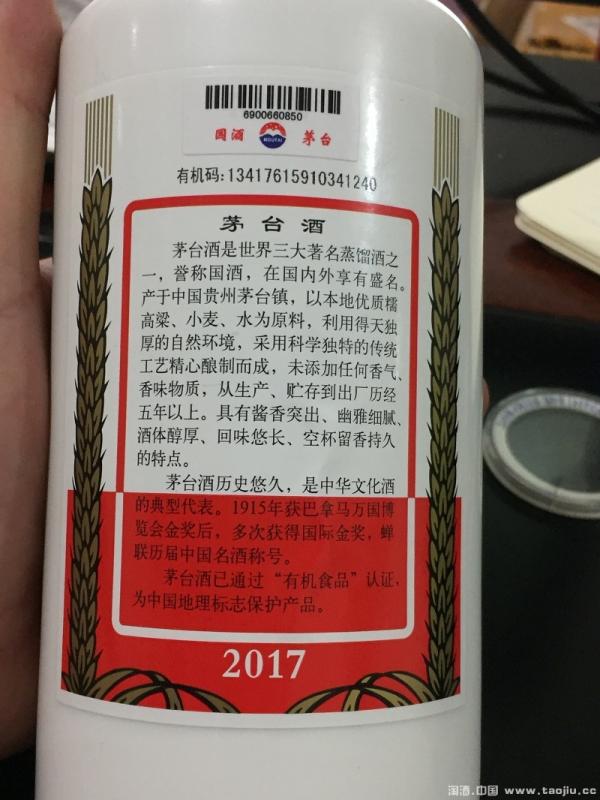 6900660850
国酒 MOUTAI 茅台
有机码:13417615910341240
茅台酒
茅台酒是世界三大著名蒸馏酒之
一，誉称国酒，在国内外享有盛名。
产于中国贵州茅台镇，以本地优质糯
高粱、小麦、水为原料，利用得天独
厚的自然环境，采用科学独特的传统
工艺精心酿制而成，未添加任何香气、
香味物质，从生产、贮存到出厂历经
五年以上。具有酱香突出、幽雅细腻、
酒体醇厚、回味悠长、空杯留香持久
的特点。
茅台酒历史悠久，是中华文化酒
的典型代表。1915年获巴拿马万国博
览会金奖后，多次获得国际金奖，蝉
联历届中国名酒称号。
茅台酒已通过“有机食品”认证，
为中国地理标志保护产品。
2017
淘酒.中国 www.taojiu.cc